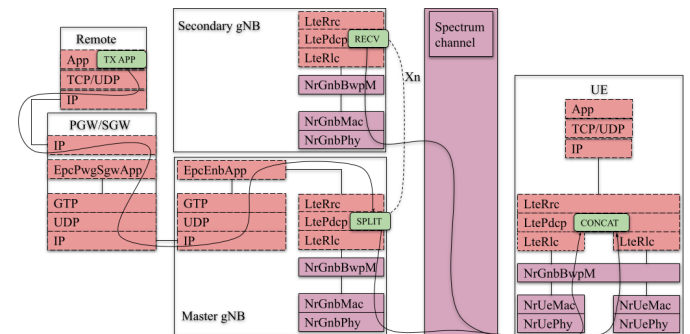 Remote
App
TX APP
TCP/UDP
IP
PGW/SGW
IP
EpcPwgSgwApp
GTP
UDP
IP
Secondary gNB
LteRrc
LtePdcp
RECV
LteRlc
NrGnbBwpM
NrGnbMac
NrGnbPhy
Xn
EpcEnbApp
GTP
UDP
IP
LteRrc
LtePdcp
SPLIT
LteRlc
NrGnbBwpM
NrGnbMac
NrGnbPhy
Master gNB
Spectrum
channel
UE
App
TCP/UDP
IP
LteRrc
LtePdcp
CONCAT
LteRlc
LteRlc
NrGnbBwpM
NrUeMac
NrUeMac
NrUePhy
NrUePhy